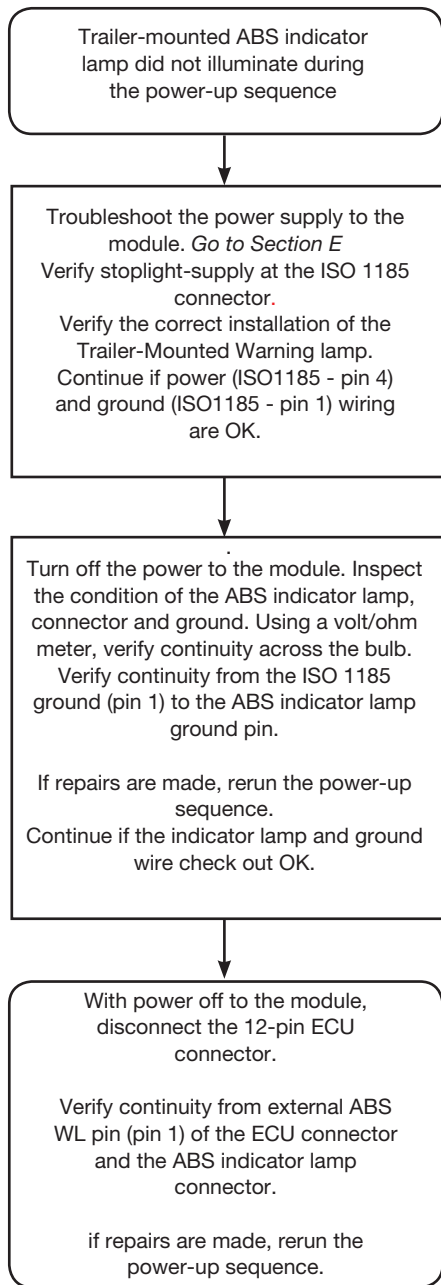 Trailer-mounted ABS indicator
lamp did not illuminate during
the power-up sequence
Troubleshoot the power supply to the
module. Go to Section E
Verify stoplight-supply at the ISO 1185
connector.
Verify the correct installation of the
Trailer-Mounted Warning lamp.
Continue if power (ISO1185 - pin 4)
and ground (ISO1185 - pin 1) wiring
are OK.
.
Turn off the power to the module. Inspect
the condition of the ABS indicator lamp,
connector and ground. Using a volt/ohm
meter, verify continuity across the bulb.
Verify continuity from the ISO 1185
ground (pin 1) to the ABS indicator lamp
ground pin.
If repairs are made, rerun the power-up
sequence.
Continue if the indicator lamp and ground
wire check out OK.
With power off to the module,
disconnect the 12-pin ECU
connector.
Verify continuity from external ABS
WL pin (pin 1) of the ECU connector
and the ABS indicator lamp
connector.
if repairs are made, rerun the
power-up sequence.